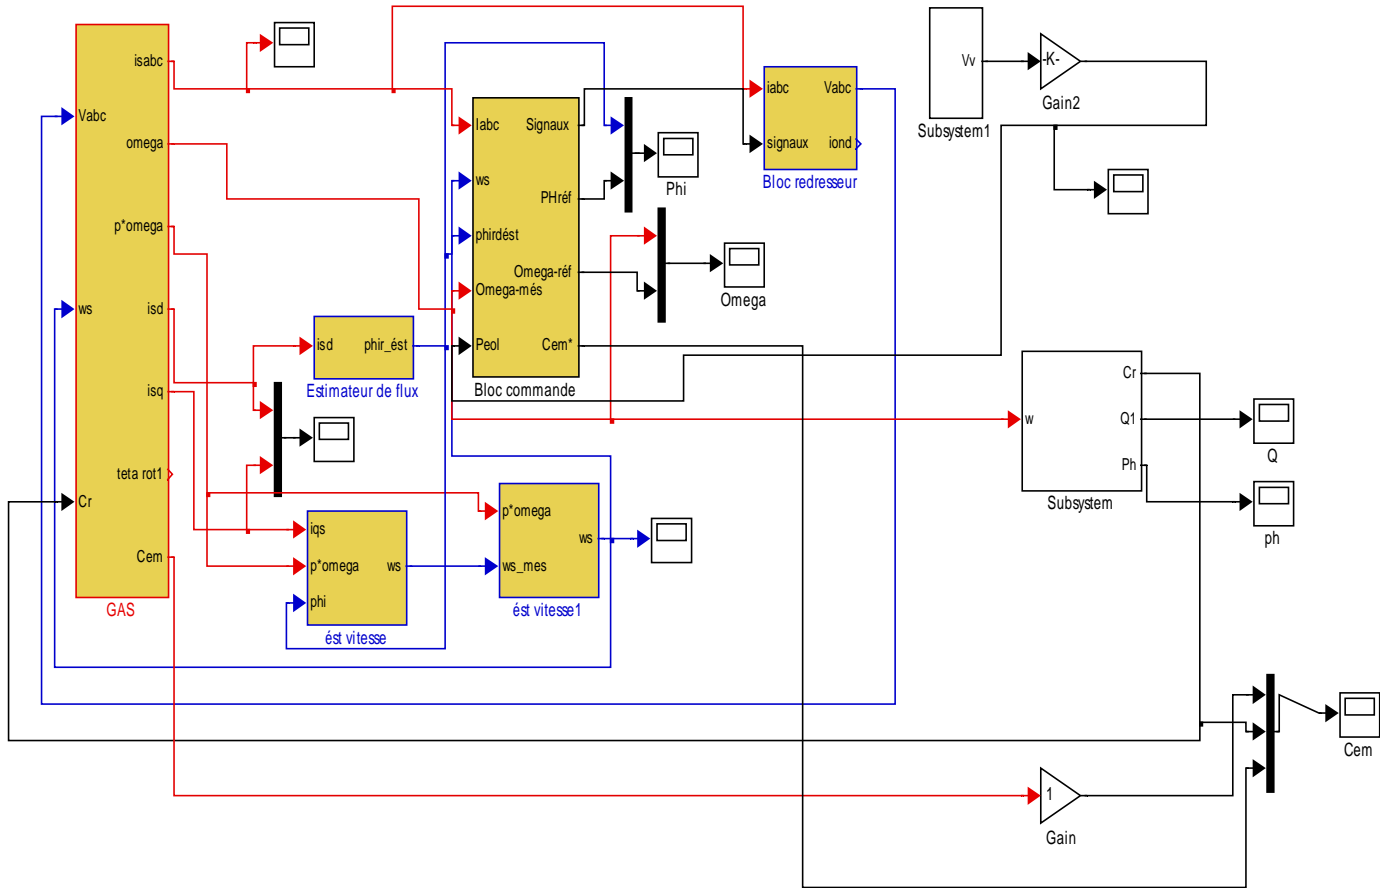 isabc
Vabc
omega
p*omega
ws
isd
isq
teta rot1
Cr
Cem
GAS
isd
phir_ést
Estimateur de flux
iqs
p*omega
phi
ws
ést vitesse
p*omega
ws_mes
ws
ést vitesse1
Iabc
ws
phirdést
Omega-més
Peol
Signaux
PHréf
Omega-réf
Cem*
Bloc commande
Phi
Omega
iabc
signaux
Vabc
iond
Bloc redresseur
Vv
Subsystem1
-K-
Gain2
w
Cr
Q1
Ph
Subsystem
Q
ph
1
Gain
Cem